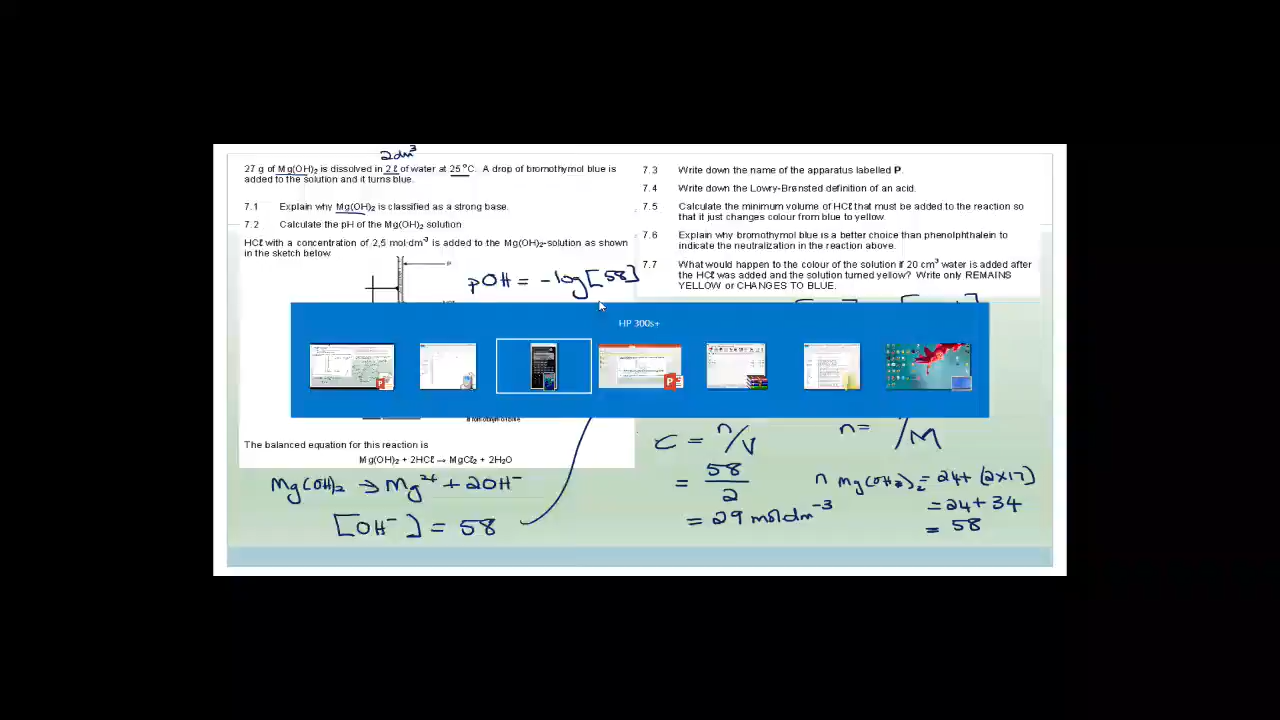 2dm³
27 g of Mg(OH)₂ is dissolved in 2 ℓ of water at 25 °C. A drop of bromothymol blue is
added to the solution and it turns blue.
7.1 Explain why Mg(OH)₂ is classified as a strong base.
7.2 Calculate the pH of the Mg(OH)₂ solution
HCℓ with a concentration of 2,5 mol·dm⁻³ is added to the Mg(OH)₂-solution as shown
in the sketch below
P
pOH = -log[58]
7.3 Write down the name of the apparatus labelled P.
7.4 Write down the Lowry-Brønsted definition of an acid.
7.5 Calculate the minimum volume of HCℓ that must be added to the reaction so
that it just changes colour from blue to yellow.
7.6 Explain why bromothymol blue is a better choice than phenolphthalein to
indicate the neutralization in the reaction above.
7.7 What would happen to the colour of the solution if 20 cm³ water is added after
the HCℓ was added and the solution turned yellow? Write only REMAINS
YELLOW or CHANGES TO BLUE.
HP 300s+
The balanced equation for this reaction is
Mg(OH)₂ + 2HCℓ → MgCℓ₂ + 2H₂O
Mg(OH)₂ → Mg²⁺ + 2OH⁻
[OH⁻] = 58
C = n/V
= 58/2
= 29 moldm⁻³
n = /M
n Mg(OH₂)₂ = 24+ (2x17)
= 24 + 34
= 58